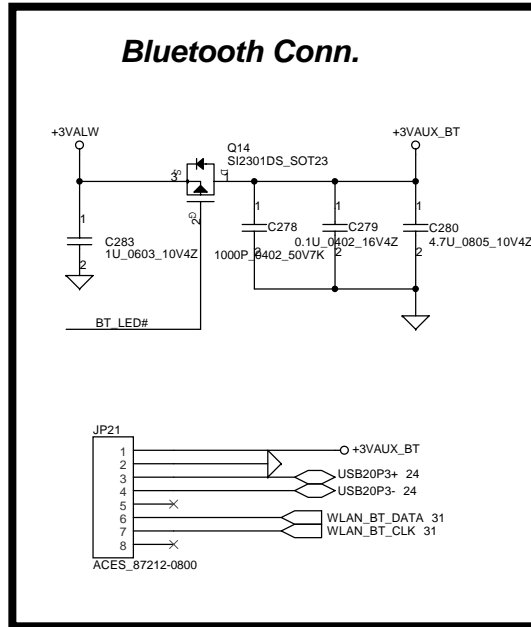 Bluetooth Conn.
+3VALW
Q14
SI2301DS_SOT23
+3VAUX_BT
S
D
3
1
G
2
1
C283
1U_0603_10V4Z
2
1
C278
1000P_0402_50V7K
2
1
C279
0.1U_0402_16V4Z
2
1
C280
4.7U_0805_10V4Z
2
BT_LED#
JP21
1
+3VAUX_BT
2
3
USB20P3+ 24
4
USB20P3- 24
5
6
WLAN_BT_DATA 31
7
WLAN_BT_CLK 31
8
ACES_87212-0800